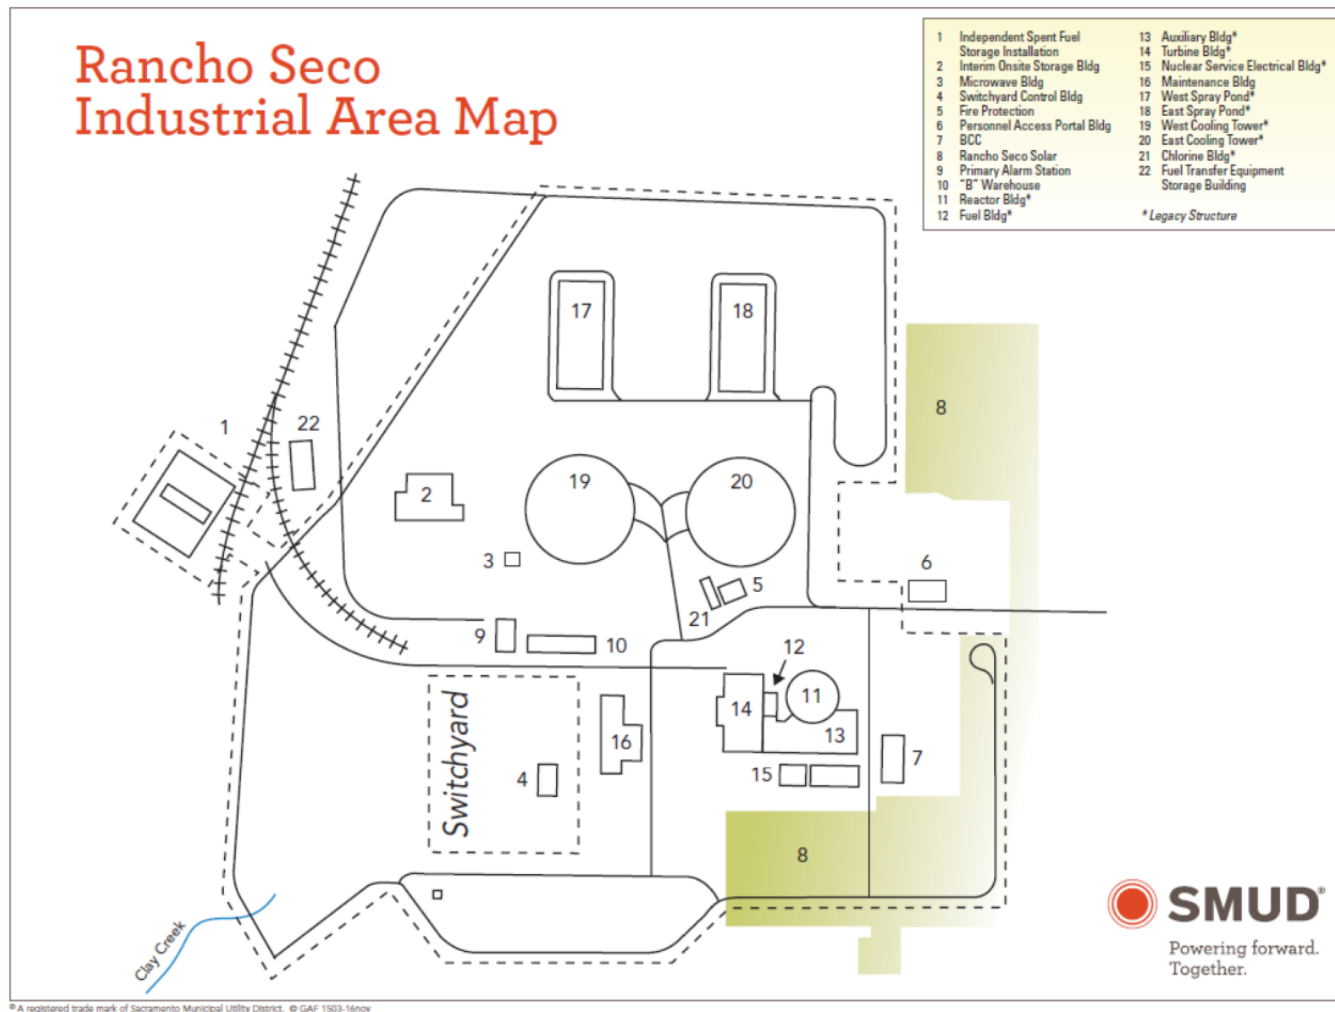 Rancho Seco
Industrial Area Map
1 Independent Spent Fuel
Storage Installation
2 Interim Onsite Storage Bldg
3 Microwave Bldg
4 Switchyard Control Bldg
5 Fire Protection
6 Personnel Access Portal Bldg
7 BCC
8 Rancho Seco Solar
9 Primary Alarm Station
10 "B" Warehouse
11 Reactor Bldg*
12 Fuel Bldg*
13 Auxiliary Bldg*
14 Turbine Bldg*
15 Nuclear Service Electrical Bldg*
16 Maintenance Bldg
17 West Spray Pond*
18 East Spray Pond*
19 West Cooling Tower*
20 East Cooling Tower*
21 Chlorine Bldg*
22 Fuel Transfer Equipment
Storage Building
* Legacy Structure
17
18
8
1
22
2
19
20
3
5
6
21
9
10
12
11
14
13
16
15
7
4
Switchyard
8
Clay Creek
SMUD®
Powering forward.
Together.
® A registered trade mark of Sacramento Municipal Utility District. © GAF 1503-16nov